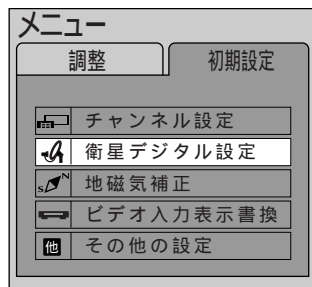 メニュー
調整 初期設定
チャンネル設定
衛星デジタル設定
S N 地磁気補正
ビデオ入力表示書換
他 その他の設定